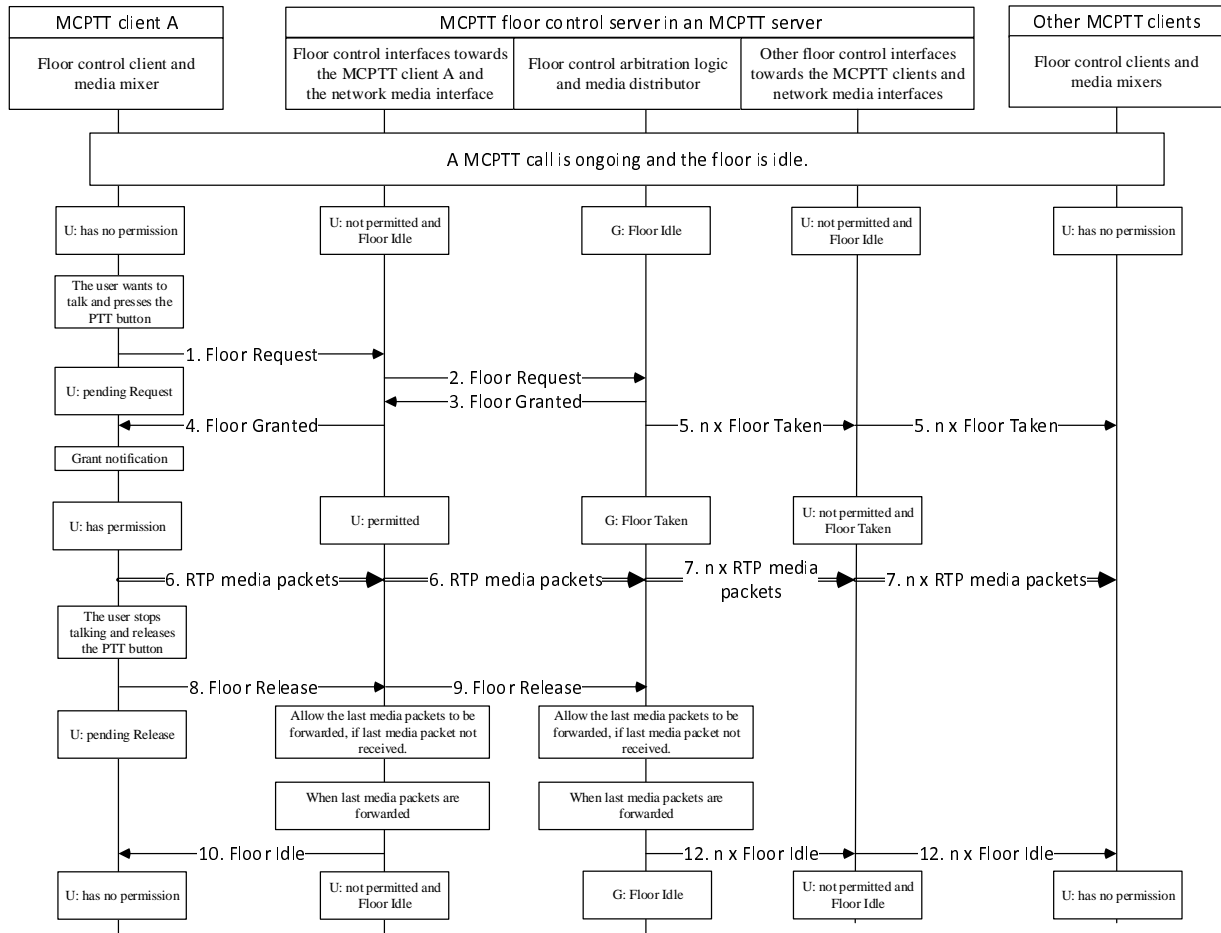 MCPTT client A
MCPTT floor control server in an MCPTT server
Other MCPTT clients
Floor control client and
media mixer
Floor control interfaces towards
the MCPTT client A and
the network media interface
Floor control arbitration logic
and media distributor
Other floor control interfaces
towards the MCPTT clients and
network media interfaces
Floor control clients and
media mixers
A MCPTT call is ongoing and the floor is idle.
U: has no permission
U: not permitted and
Floor Idle
G: Floor Idle
U: not permitted and
Floor Idle
U: has no permission
The user wants to
talk and presses the
PTT button
1. Floor Request
2. Floor Request
U: pending Request
3. Floor Granted
4. Floor Granted
5. n x Floor Taken
5. n x Floor Taken
Grant notification
U: has permission
U: permitted
G: Floor Taken
U: not permitted and
Floor Taken
6. RTP media packets
6. RTP media packets
7. n x RTP media
packets
7. n x RTP media packets
The user stops
talking and releases
the PTT button
8. Floor Release
9. Floor Release
U: pending Release
Allow the last media packets to be
forwarded, if last media packet not
received.
Allow the last media packets to be
forwarded, if last media packet not
received.
When last media packets are
forwarded
When last media packets are
forwarded
10. Floor Idle
12. n x Floor Idle
12. n x Floor Idle
U: has no permission
U: not permitted and
Floor Idle
G: Floor Idle
U: not permitted and
Floor Idle
U: has no permission